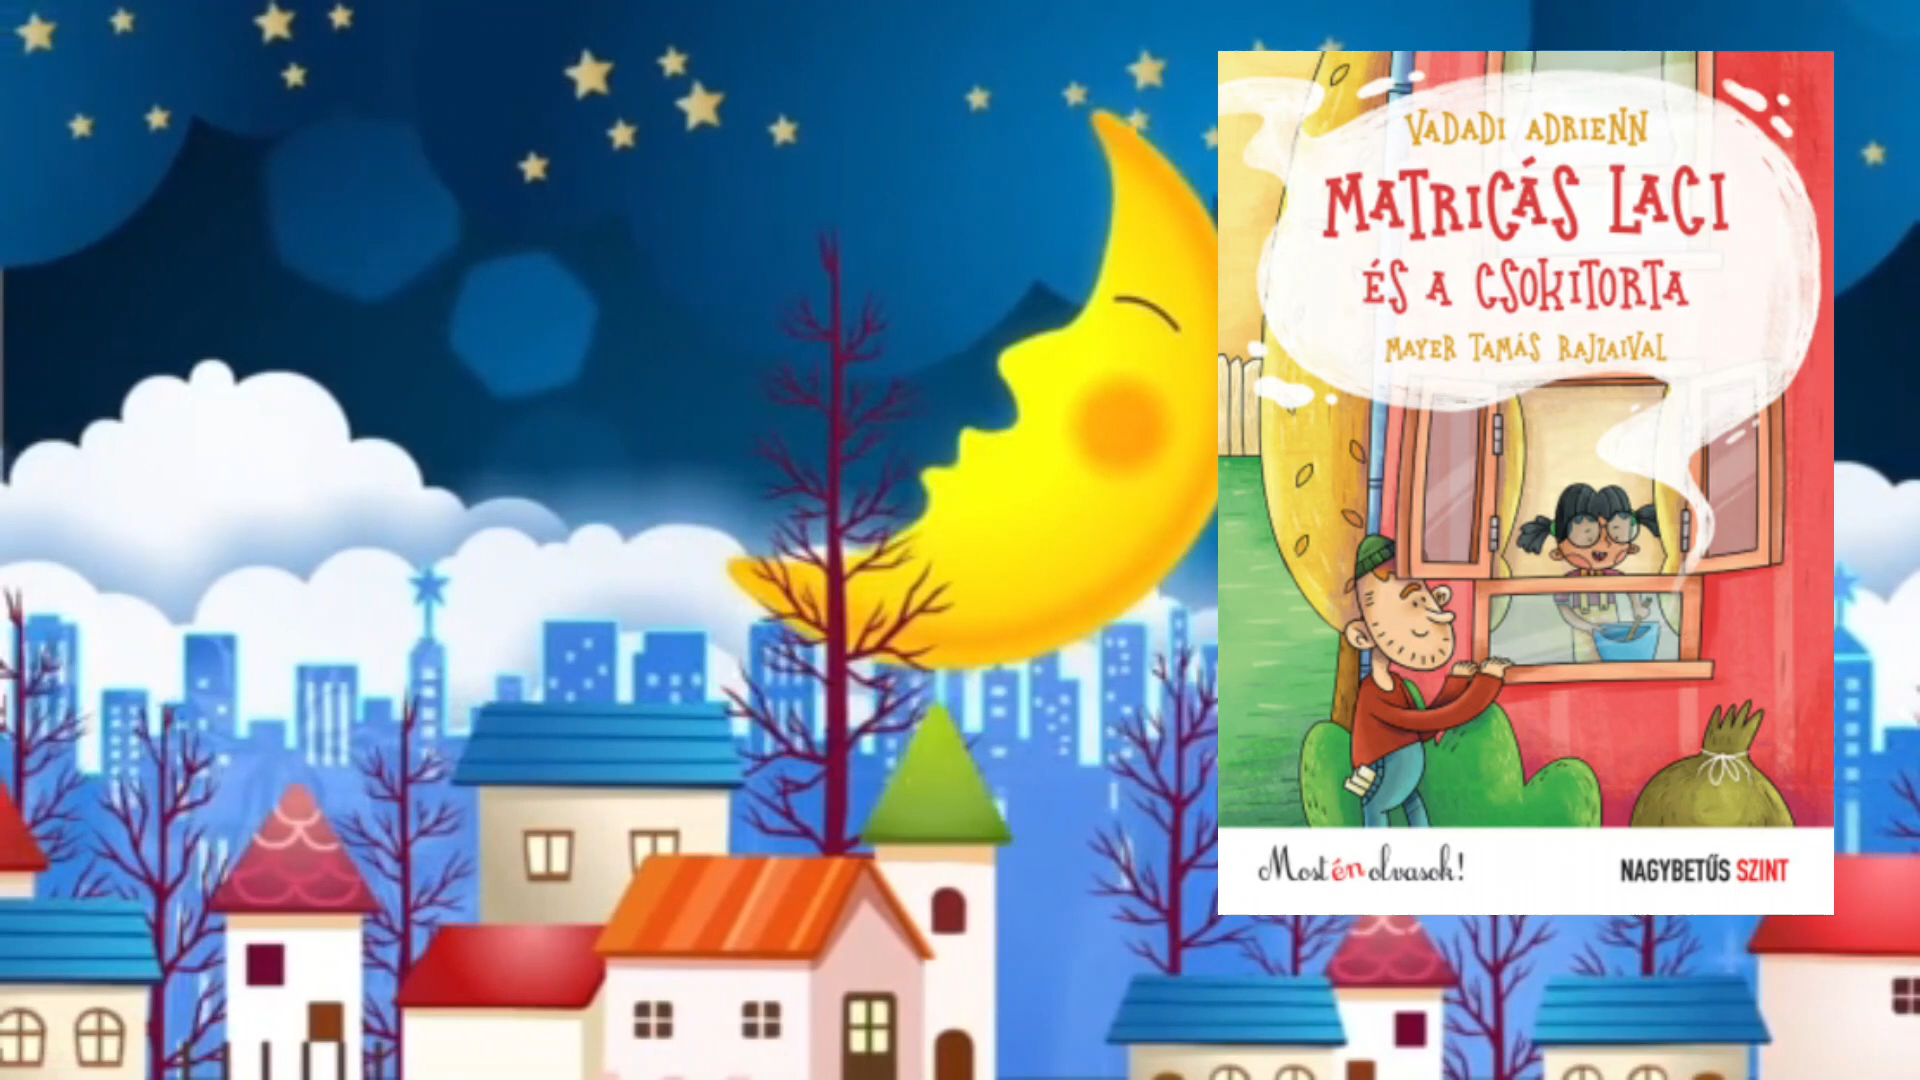 VADADI ADRIENN
MATRICÁS LACI
ÉS A CSOKITORTA
MAYER TAMÁS RAJZAIVAL
Most én olvasok!
NAGYBETŰS SZINT